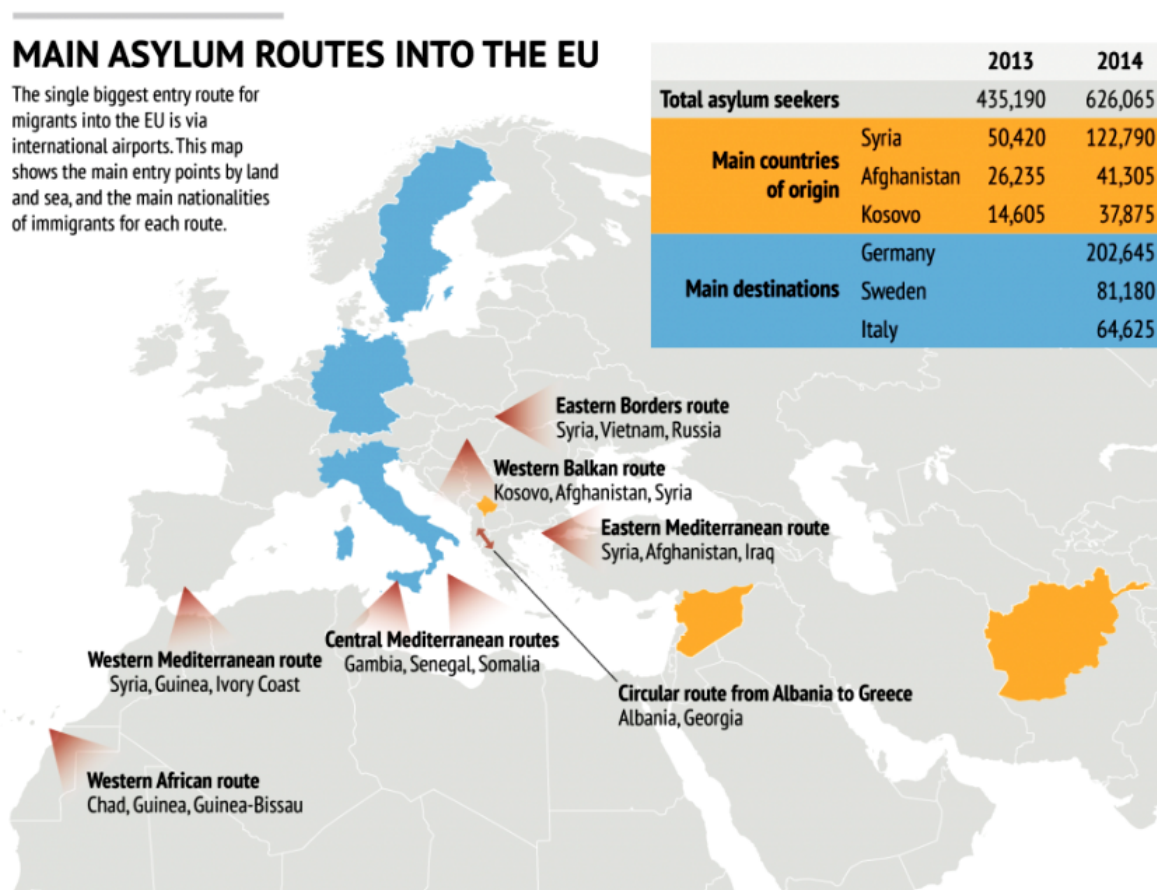 MAIN ASYLUM ROUTES INTO THE EU
The single biggest entry route for
migrants into the EU is via
international airports. This map
shows the main entry points by land
and sea, and the main nationalities
of immigrants for each route.
2013 2014
Total asylum seekers 435,190 626,065
Main countries
of origin
Syria 50,420 122,790
Afghanistan 26,235 41,305
Kosovo 14,605 37,875
Main destinations
Germany 202,645
Sweden 81,180
Italy 64,625
Eastern Borders route
Syria, Vietnam, Russia
Western Balkan route
Kosovo, Afghanistan, Syria
Eastern Mediterranean route
Syria, Afghanistan, Iraq
Central Mediterranean routes
Gambia, Senegal, Somalia
Western Mediterranean route
Syria, Guinea, Ivory Coast
Circular route from Albania to Greece
Albania, Georgia
Western African route
Chad, Guinea, Guinea-Bissau